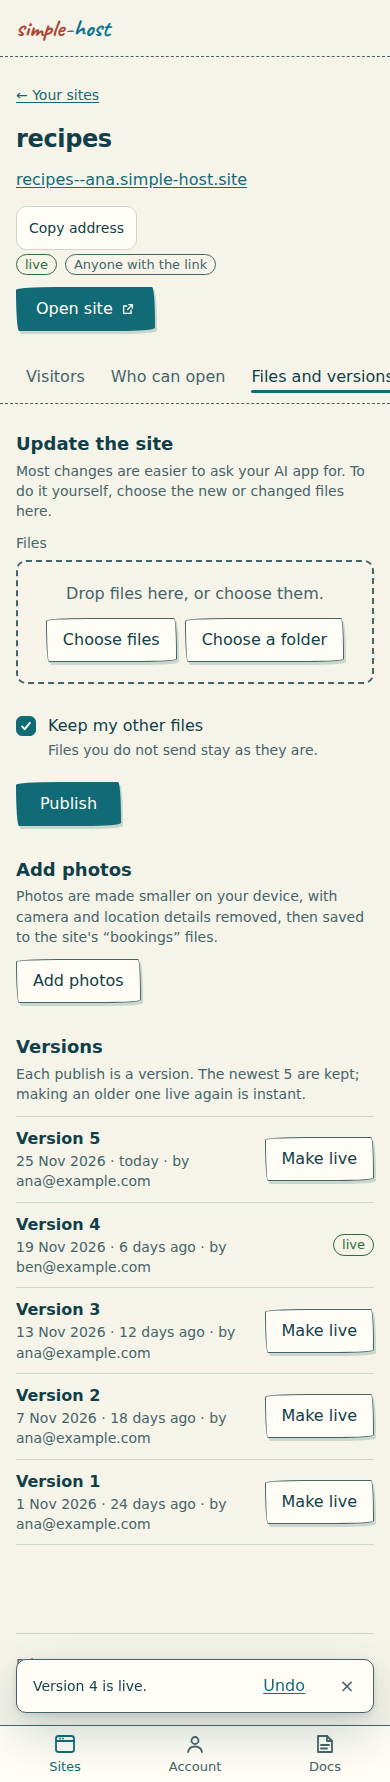 simple-host
← Your sites
recipes
recipes--ana.simple-host.site
Copy address
live Anyone with the link
Open site
Visitors Who can open Files and versions
Update the site
Most changes are easier to ask your AI app for. To
do it yourself, choose the new or changed files
here.
Files
Drop files here, or choose them.
Choose files Choose a folder
Keep my other files
Files you do not send stay as they are.
Publish
Add photos
Photos are made smaller on your device, with
camera and location details removed, then saved
to the site's “bookings” files.
Add photos
Versions
Each publish is a version. The newest 5 are kept;
making an older one live again is instant.
Version 5
25 Nov 2026 · today · by
ana@example.com
Make live
Version 4
19 Nov 2026 · 6 days ago · by
ben@example.com
live
Version 3
13 Nov 2026 · 12 days ago · by
ana@example.com
Make live
Version 2
7 Nov 2026 · 18 days ago · by
ana@example.com
Make live
Version 1
1 Nov 2026 · 24 days ago · by
ana@example.com
Make live
Version 4 is live. Undo ×
Sites Account Docs